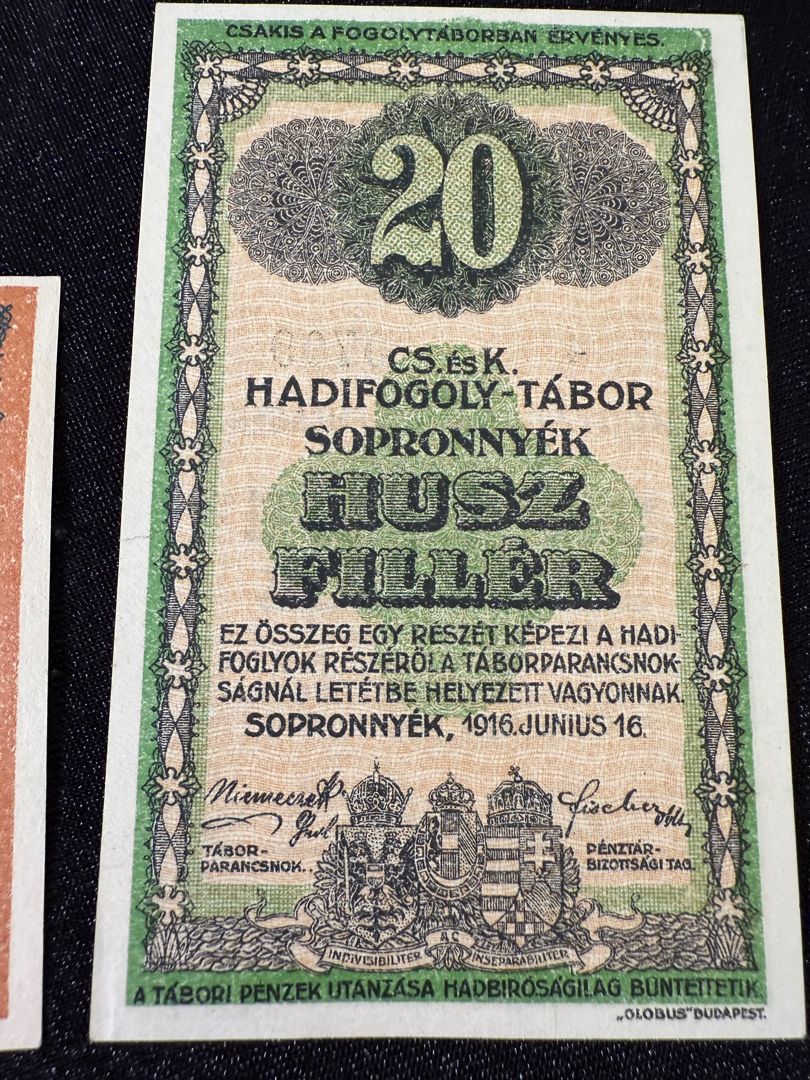 CSAKIS A FOGOLYTÁBORBAN ÉRVÉNYES.
20
CS. ÉS K.
HADIFOGOLY-TÁBOR
SOPRONNYÉK
HUSZ
FILLÉR
EZ ÖSSZEG EGY RESZÉT KÉPEZI A HADI-
FOGLYOK RÉSZÉRŐL A TÁBORPARANCSNOK-
SÁGNÁL LETÉTBE HELYEZETT VAGYONNAK.
SOPRONNYÉK, 1916. JUNIUS 16.
Fischer
TÁBOR-
PARANCSNOK.
PÉNZTÁR-
BIZOTTSÁGI TAG.
INDIVISIBILITER AC INSEPARABILITER
A TÁBORI PÉNZEK UTÁNZÁSA HADBIRÓSÁGILAG BÜNTETTETIK
„GLOBUS" BUDAPEST.